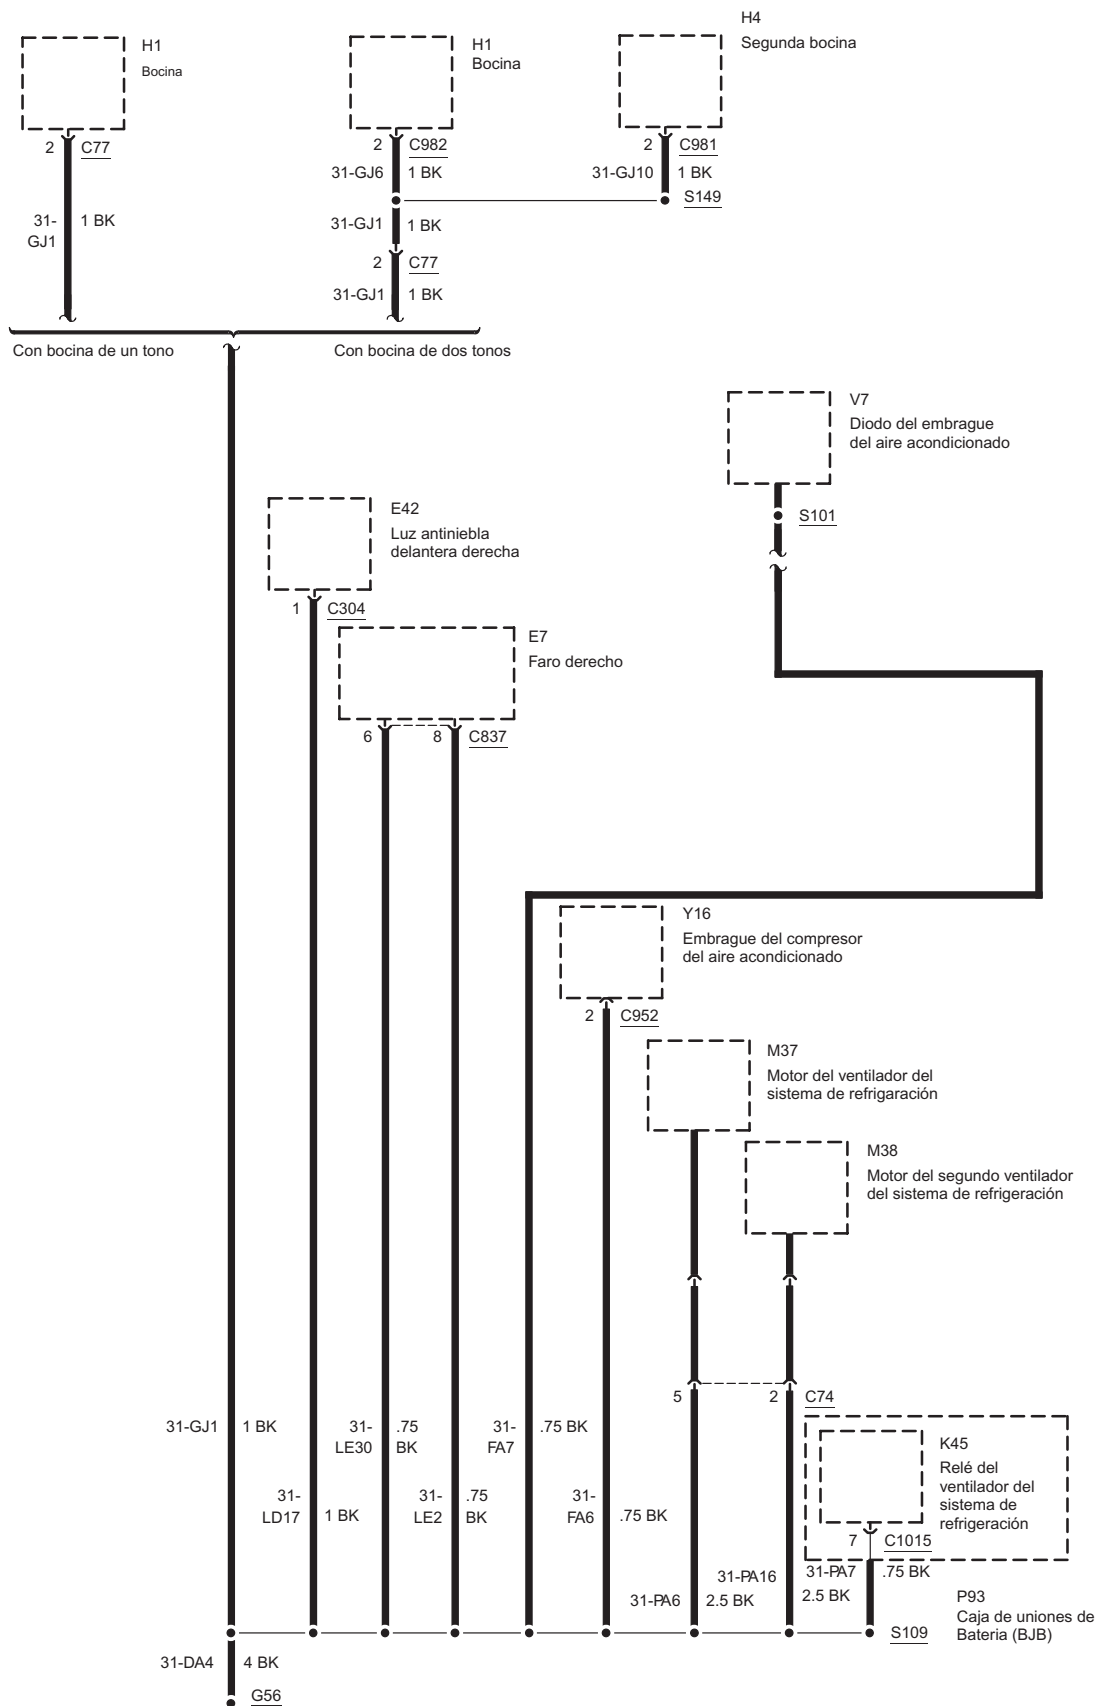 H1
Bocina
2
C77
31-
GJ1
1 BK
H1
Bocina
2
C982
31-GJ6
1 BK
31-GJ1
1 BK
2
C77
31-GJ1
1 BK
H4
Segunda bocina
2
C981
31-GJ10
1 BK
S149
Con bocina de un tono
Con bocina de dos tonos
V7
Diodo del embrague
del aire acondicionado
S101
E42
Luz antiniebla
delantera derecha
1
C304
E7
Faro derecho
6
8
C837
Y16
Embrague del compresor
del aire acondicionado
2
C952
M37
Motor del ventilador del
sistema de refrigaración
M38
Motor del segundo ventilador
del sistema de refrigeración
5
2
C74
31-GJ1
1 BK
31-
LE30
.75
BK
31-
FA7
.75 BK
K45
Relé del
ventilador del
sistema de
refrigeración
31-
LD17
1 BK
31-
LE2
.75
BK
31-
FA6
.75 BK
7
C1015
31-PA6
2.5 BK
31-PA16
2.5 BK
31-PA7
.75 BK
P93
Caja de uniones de
Bateria (BJB)
S109
31-DA4
4 BK
G56